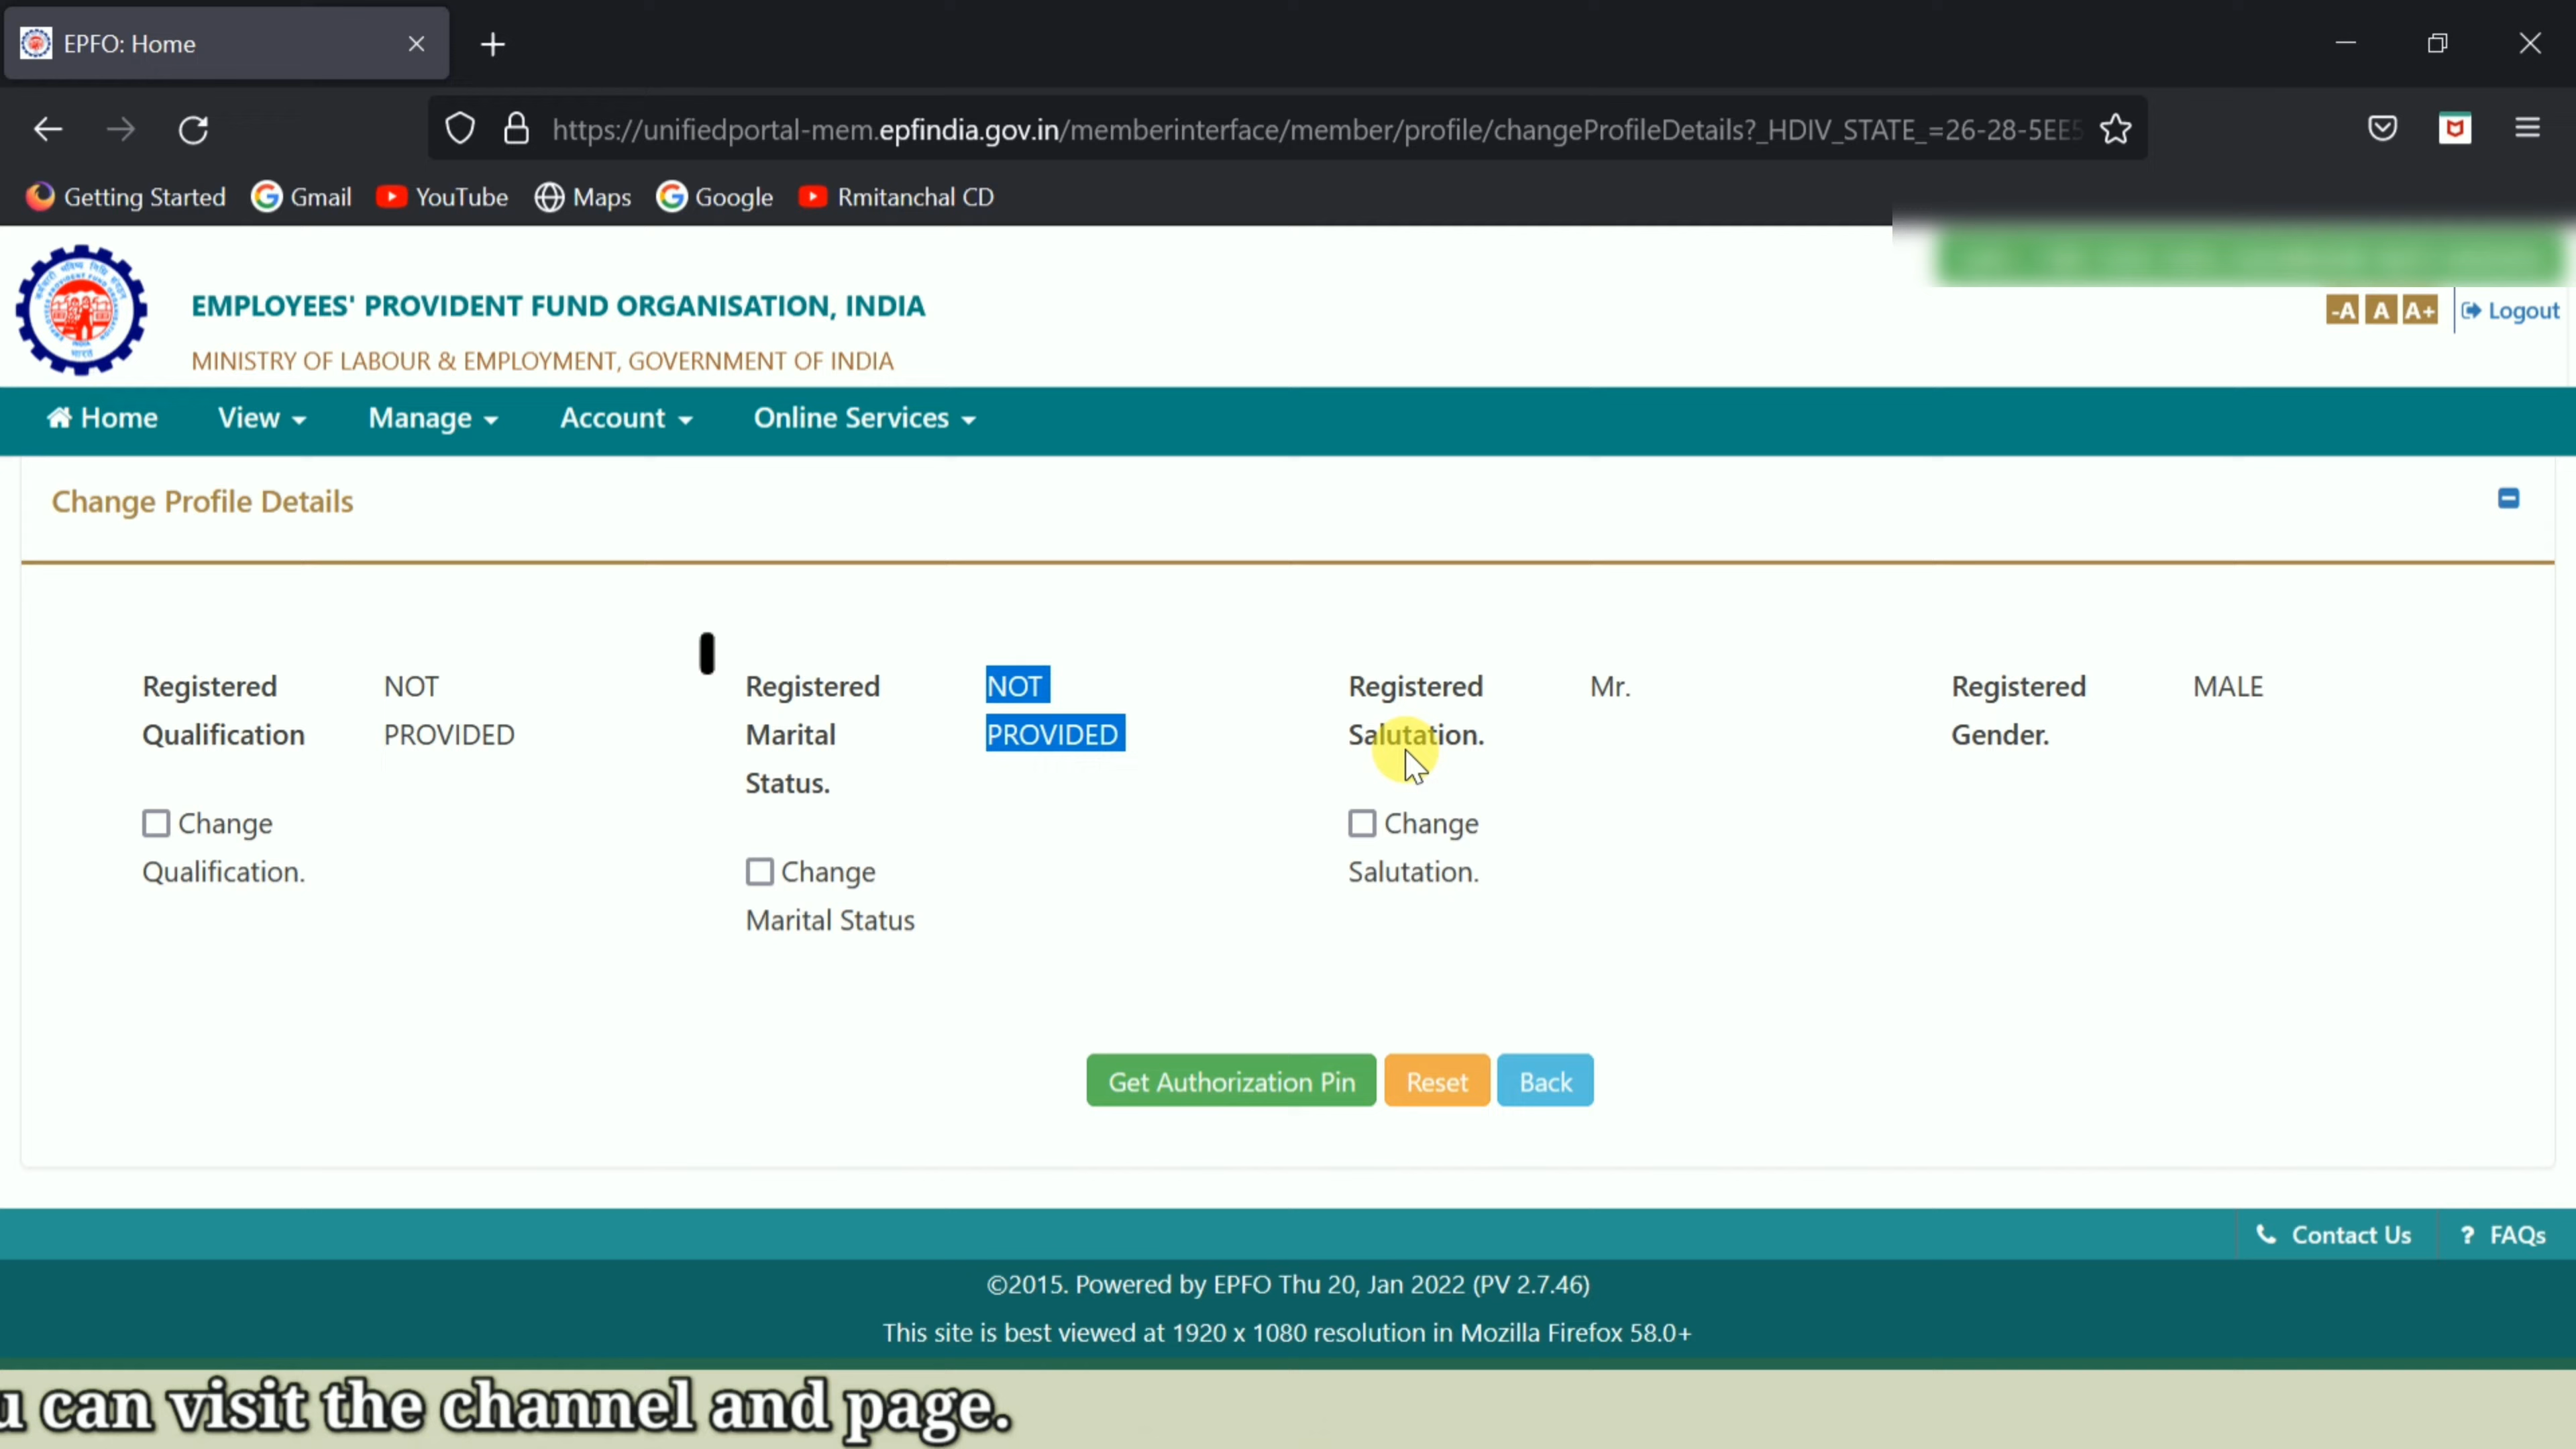 EPFO: Home
https://unifiedportal-mem.epfindia.gov.in/memberinterface/member/profile/changeProfileDetails?_HDIV_STATE_=26-28-5EE5
Getting Started Gmail YouTube Maps Google Rmitanchal CD
EMPLOYEES' PROVIDENT FUND ORGANISATION, INDIA
MINISTRY OF LABOUR & EMPLOYMENT, GOVERNMENT OF INDIA
-A A A+ Logout
Home View Manage Account Online Services
Change Profile Details
Registered NOT Registered NOT Registered Mr. Registered MALE
Qualification PROVIDED Marital PROVIDED Salutation. Gender.
Status.
Change Change
Qualification. Change Salutation.
Marital Status
Get Authorization Pin Reset Back
Contact Us ? FAQs
©2015. Powered by EPFO Thu 20, Jan 2022 (PV 2.7.46)
This site is best viewed at 1920 x 1080 resolution in Mozilla Firefox 58.0+
u can visit the channel and page.